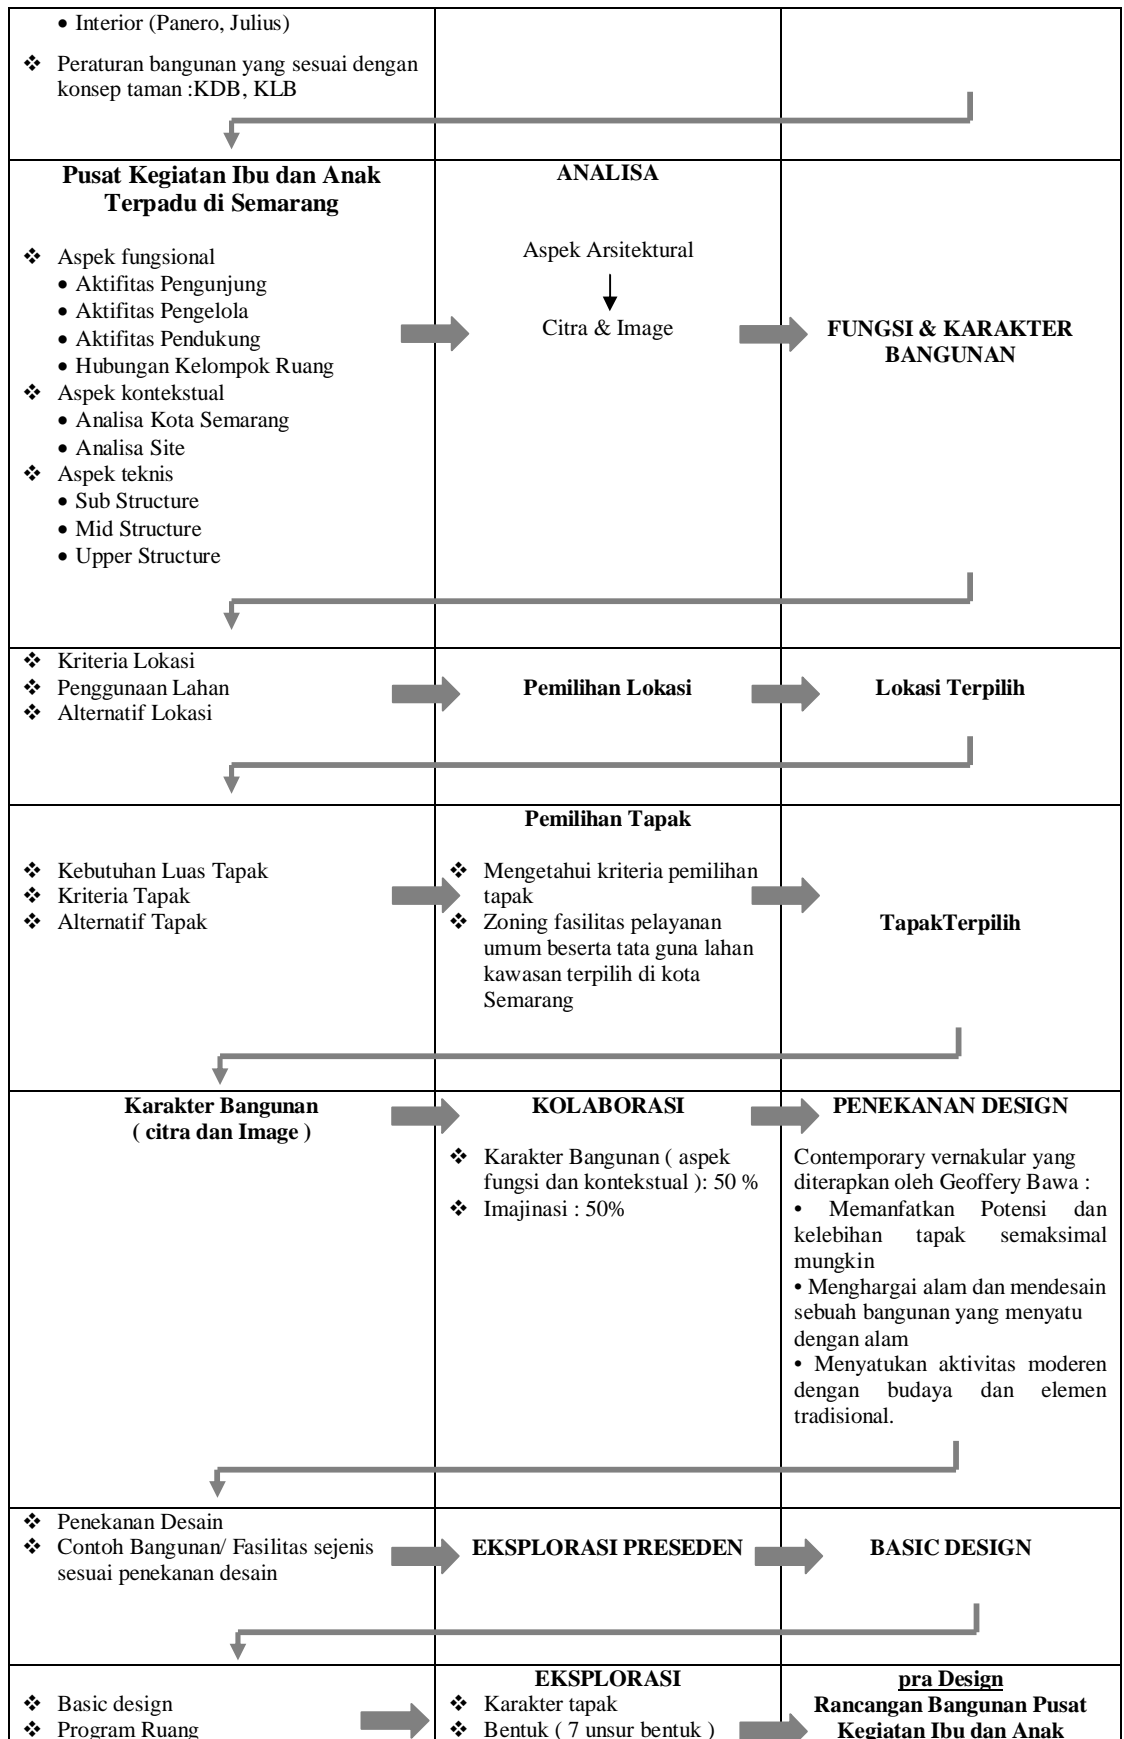 • Interior (Panero, Julius)
❖ Peraturan bangunan yang sesuai dengan
konsep taman :KDB, KLB
Pusat Kegiatan Ibu dan Anak
Terpadu di Semarang
❖ Aspek fungsional
• Aktifitas Pengunjung
• Aktifitas Pengelola
• Aktifitas Pendukung
• Hubungan Kelompok Ruang
❖ Aspek kontekstual
• Analisa Kota Semarang
• Analisa Site
❖ Aspek teknis
• Sub Structure
• Mid Structure
• Upper Structure
ANALISA
Aspek Arsitektural
Citra & Image
FUNGSI & KARAKTER
BANGUNAN
❖ Kriteria Lokasi
❖ Penggunaan Lahan
❖ Alternatif Lokasi
Pemilihan Lokasi
Lokasi Terpilih
❖ Kebutuhan Luas Tapak
❖ Kriteria Tapak
❖ Alternatif Tapak
Pemilihan Tapak
❖ Mengetahui kriteria pemilihan
tapak
❖ Zoning fasilitas pelayanan
umum beserta tata guna lahan
kawasan terpilih di kota
Semarang
TapakTerpilih
Karakter Bangunan
( citra dan Image )
KOLABORASI
❖ Karakter Bangunan ( aspek
fungsi dan kontekstual ): 50 %
❖ Imajinasi : 50%
PENEKANAN DESIGN
Contemporary vernakular yang
diterapkan oleh Geoffery Bawa :
• Memanfatkan Potensi dan
kelebihan tapak semaksimal
mungkin
• Menghargai alam dan mendesain
sebuah bangunan yang menyatu
dengan alam
• Menyatukan aktivitas moderen
dengan budaya dan elemen
tradisional.
❖ Penekanan Desain
❖ Contoh Bangunan/ Fasilitas sejenis
sesuai penekanan desain
EKSPLORASI PRESEDEN
BASIC DESIGN
❖ Basic design
❖ Program Ruang
EKSPLORASI
❖ Karakter tapak
❖ Bentuk ( 7 unsur bentuk )
pra Design
Rancangan Bangunan Pusat
Kegiatan Ibu dan Anak